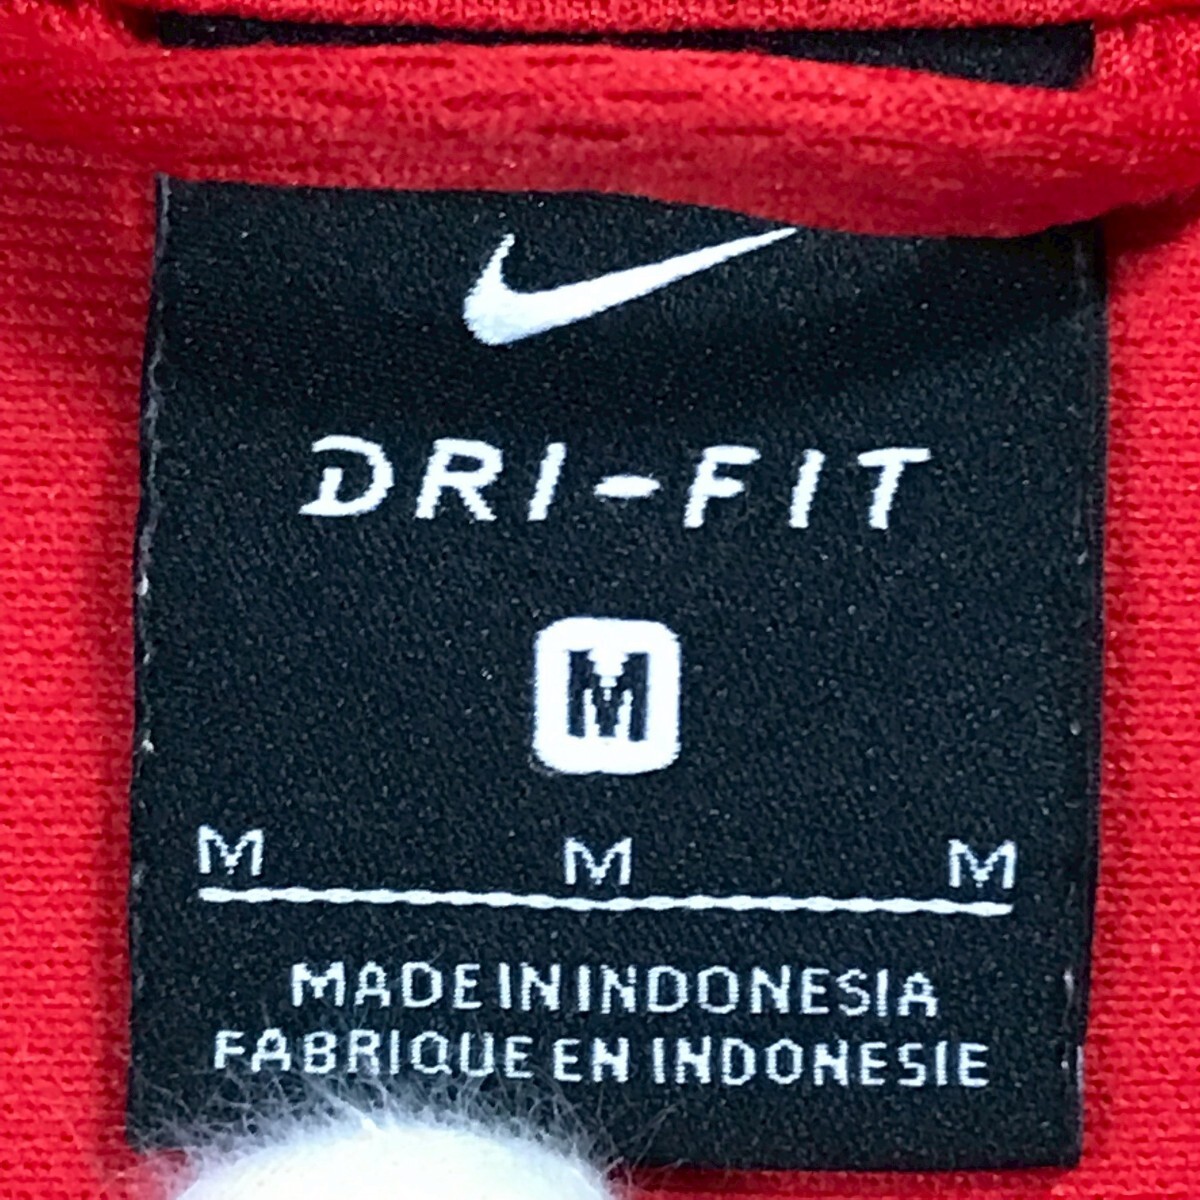 DRI-FIT
M
M M M
MADE IN INDONESIA
FABRIQUE EN INDONESIE